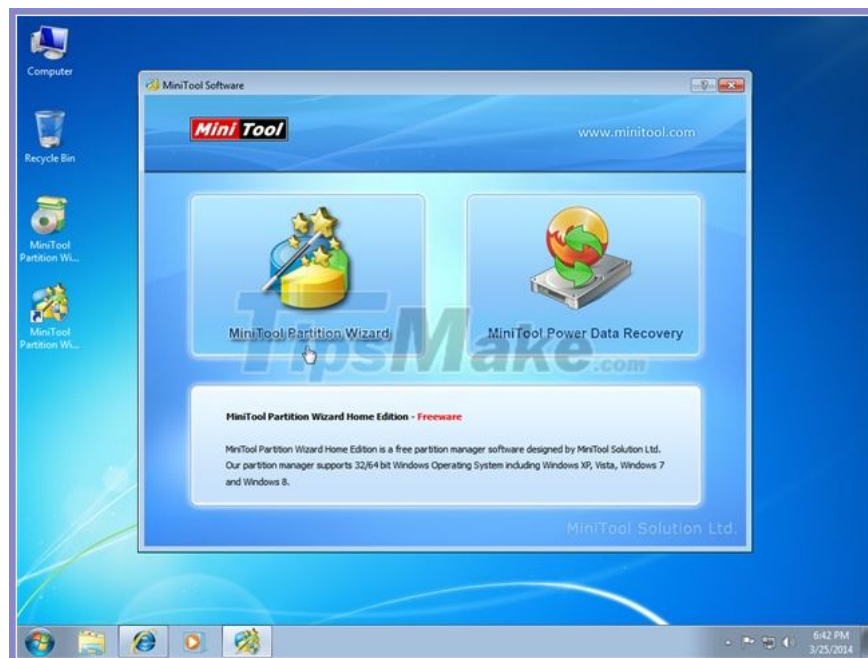 Computer
Recycle Bin
MiniTool
Partition Wi...
MiniTool
Partition Wi...
MiniTool Software
Mini Tool
www.minitool.com
MiniTool Partition Wizard
MiniTool Power Data Recovery
TipsMake.com
MiniTool Partition Wizard Home Edition - Freeware
MiniTool Partition Wizard Home Edition is a free partition manager software designed by MiniTool Solution Ltd.
Our partition manager supports 32/64 bit Windows Operating System including Windows XP, Vista, Windows 7
and Windows 8.
MiniTool Solution Ltd.
6:42 PM
3/25/2014